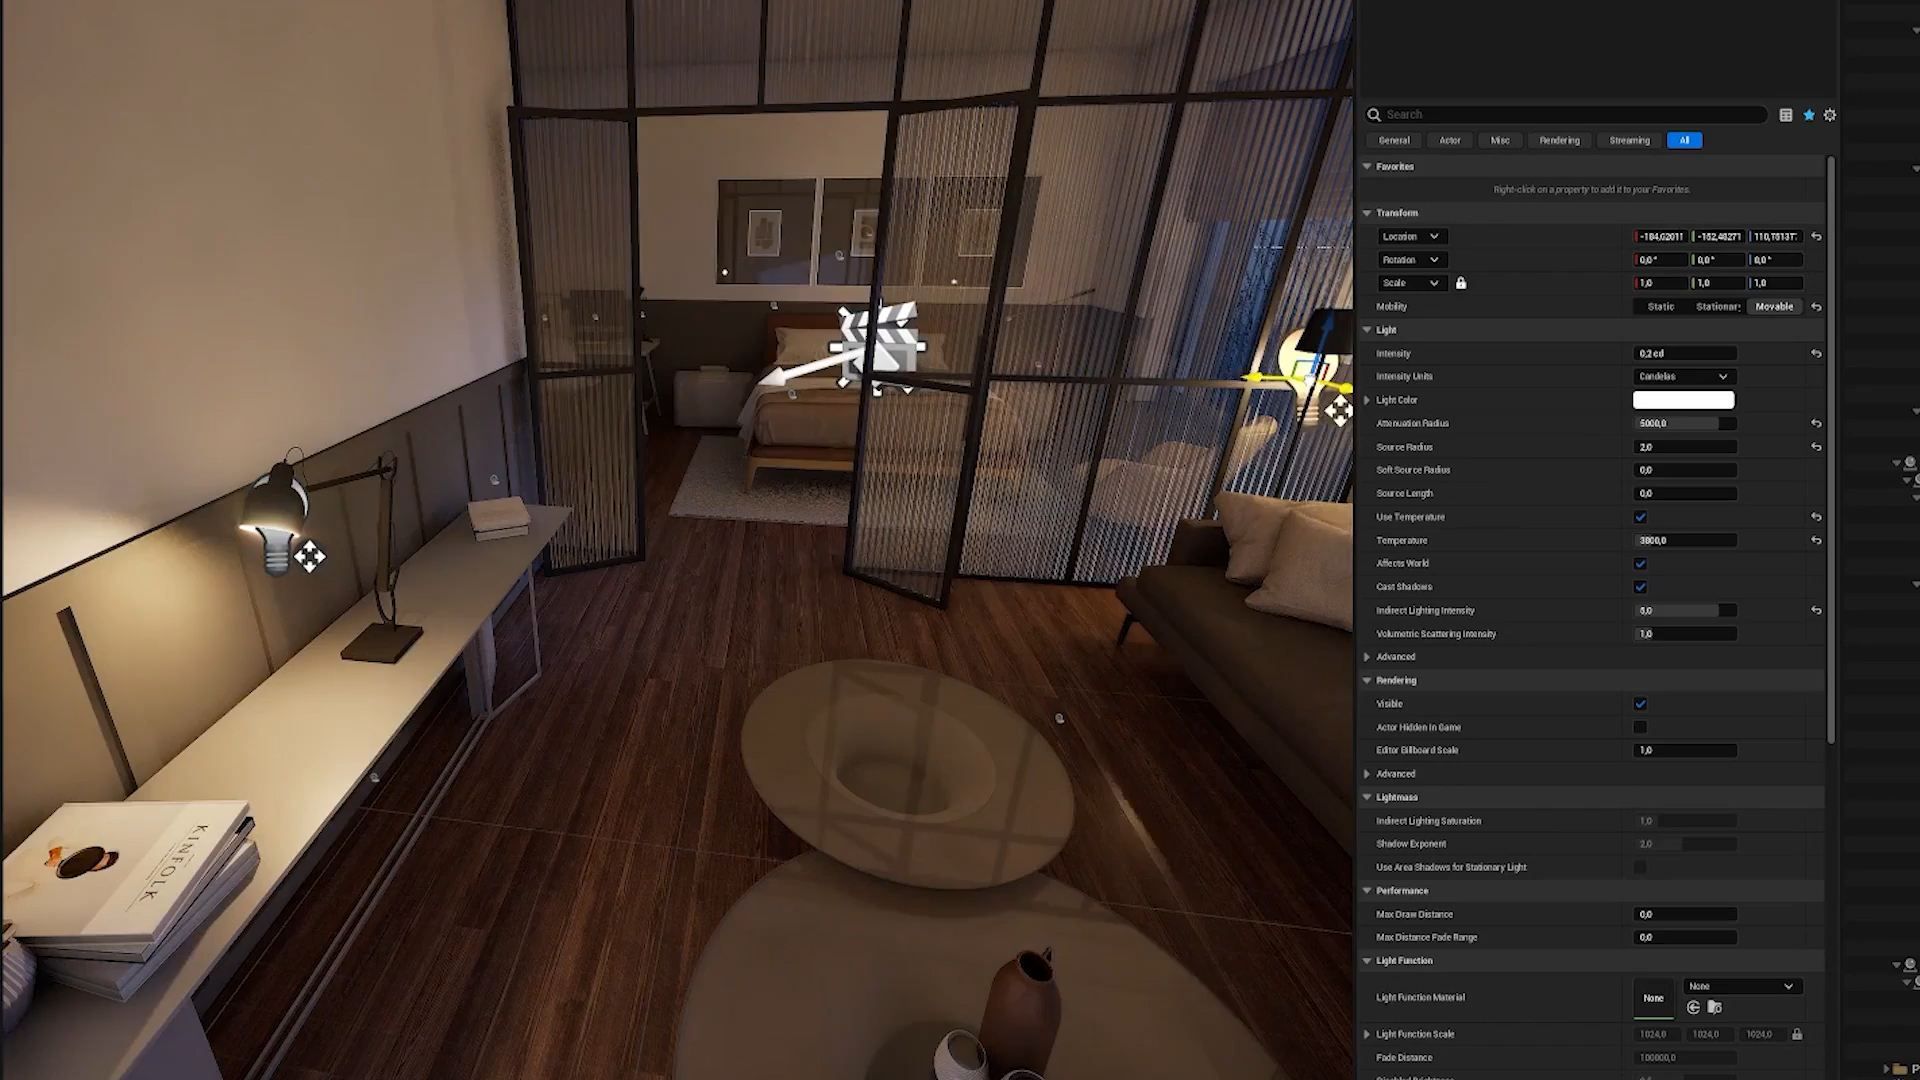 Search
General Actor Misc Rendering Streaming All
Favorites
Right-click on a property to add it to your Favorites.
Transform
Location
Rotation 0,0° 0,0° 0,0°
Scale 1,0 1,0 1,0
Mobility Static Stationar Movable
Light
Intensity 0,2 cd
Intensity Units Candelas
Light Color
Attenuation Radius 5000,0
Source Radius 2,0
Soft Source Radius 0,0
Source Length 0,0
Use Temperature
Temperature 3800,0
Affects World
Cast Shadows
Indirect Lighting Intensity
Volumetric Scattering Intensity 1,0
Advanced
Rendering
Visible
Actor Hidden In Game
Editor Billboard Scale 1,0
Advanced
Lightmass
Indirect Lighting Saturation 1,0
Shadow Exponent 2,0
Use Area Shadows for Stationary Light
Performance
Max Draw Distance 0,0
Max Distance Fade Range 0,0
Light Function
Light Function Material None None
Light Function Scale 1024,0 1024,0 1024,0
Fade Distance 100000,0
KINFOLK